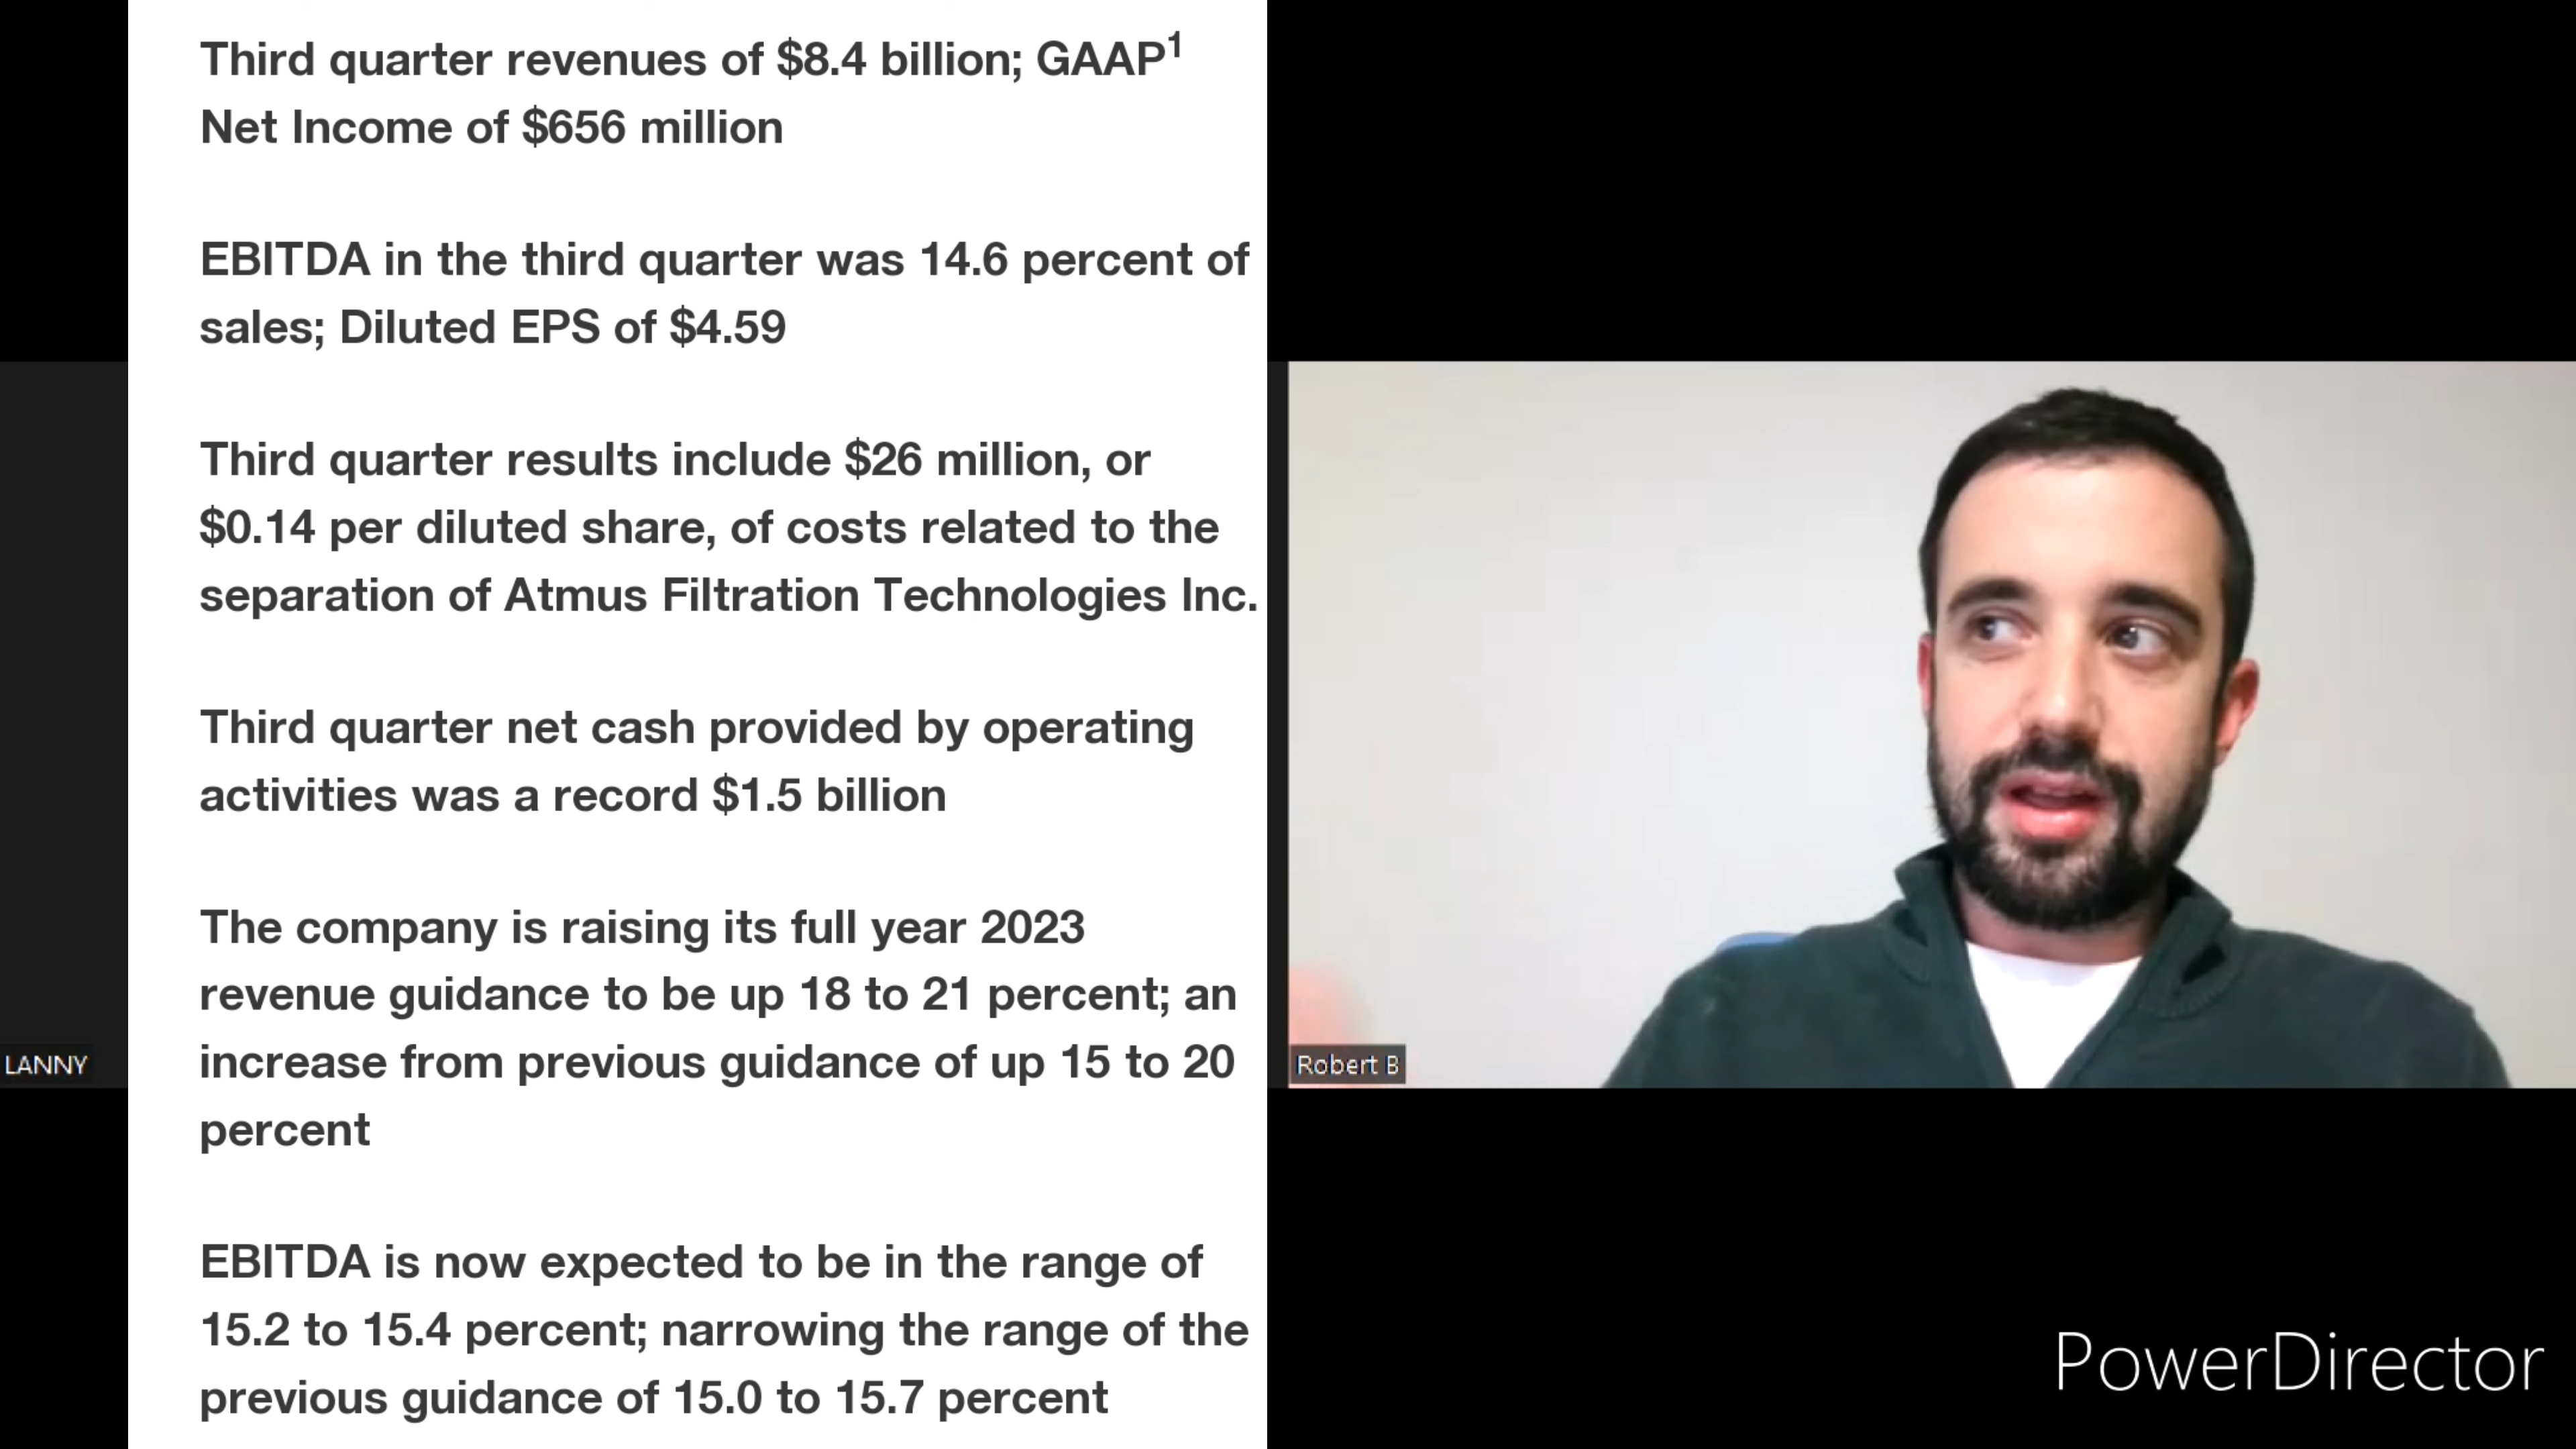 Third quarter revenues of $8.4 billion; GAAP¹
Net Income of $656 million
EBITDA in the third quarter was 14.6 percent of
sales; Diluted EPS of $4.59
Third quarter results include $26 million, or
$0.14 per diluted share, of costs related to the
separation of Atmus Filtration Technologies Inc.
Third quarter net cash provided by operating
activities was a record $1.5 billion
The company is raising its full year 2023
revenue guidance to be up 18 to 21 percent; an
increase from previous guidance of up 15 to 20
percent
EBITDA is now expected to be in the range of
15.2 to 15.4 percent; narrowing the range of the
previous guidance of 15.0 to 15.7 percent
LANNY
Robert B
PowerDirector